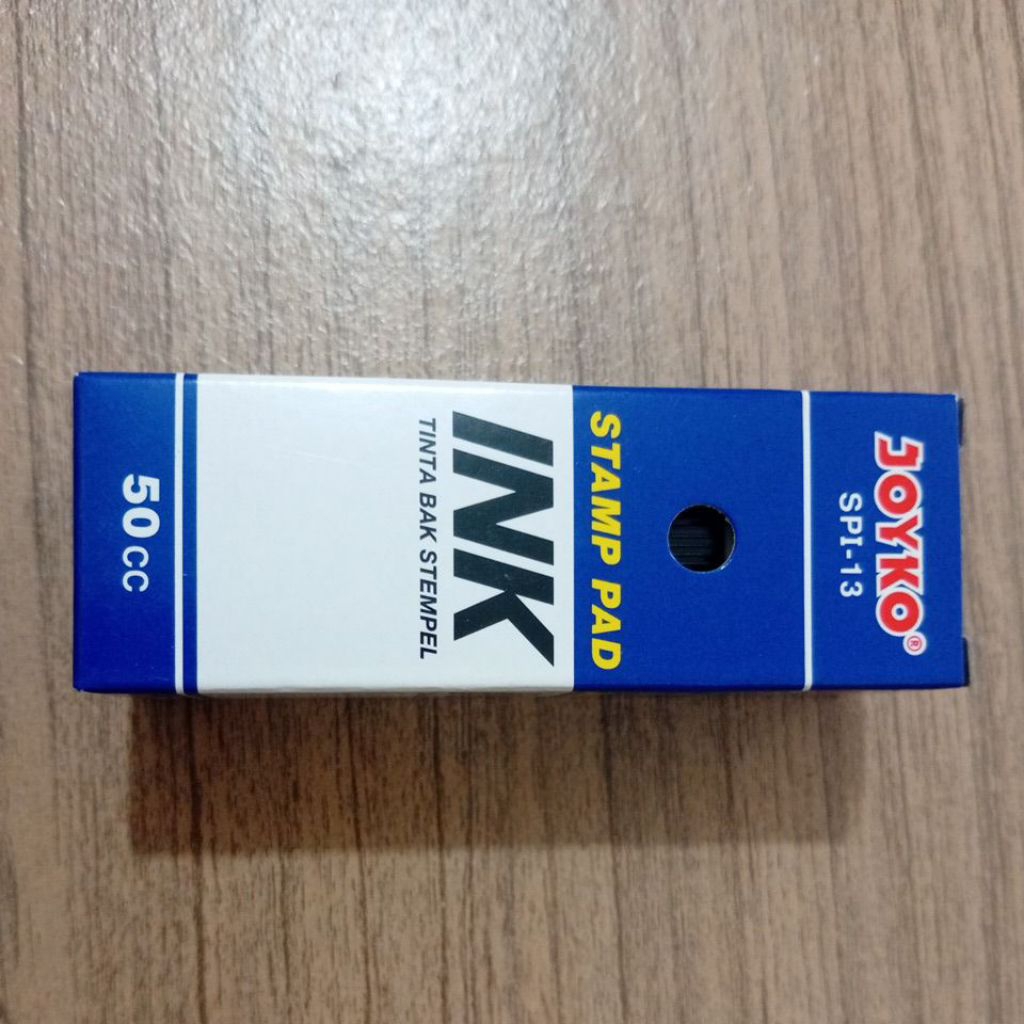 JOYKO®
SPI-13
STAMP PAD
INK
TINTA BAK STEMPEL
50 CC